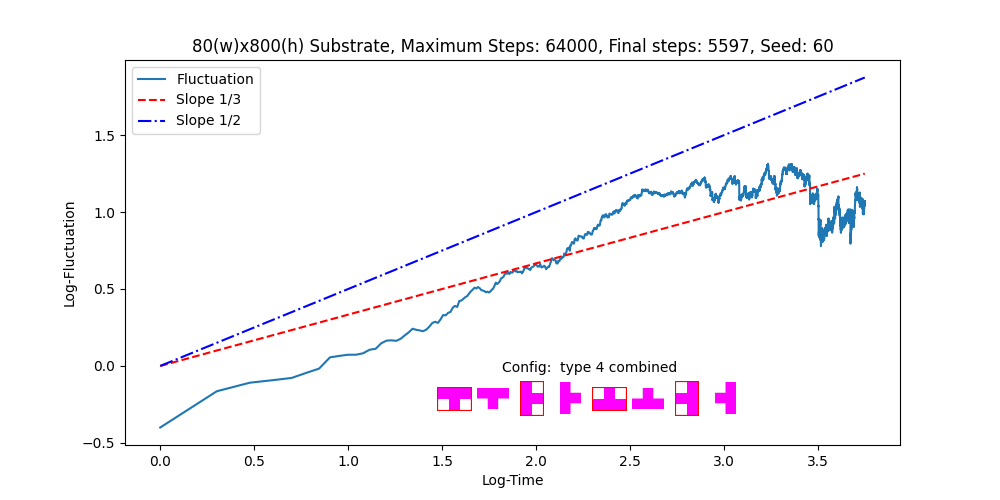 80(w)x800(h) Substrate, Maximum Steps: 64000, Final steps: 5597, Seed: 60
Fluctuation
Slope 1/3
Slope 1/2
Log-Fluctuation
1.5
1.0
0.5
0.0
−0.5
Config:  type 4 combined
0.0 0.5 1.0 1.5 2.0 2.5 3.0 3.5
Log-Time